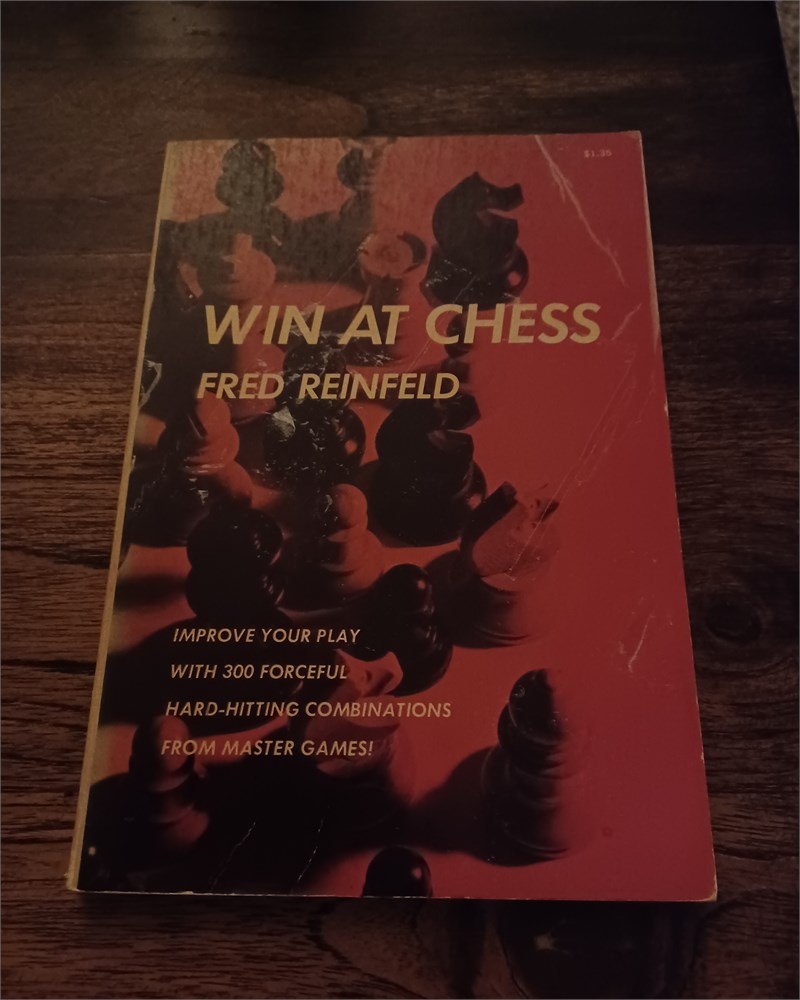 $1.35
WIN AT CHESS
FRED REINFELD
IMPROVE YOUR PLAY
WITH 300 FORCEFUL
HARD-HITTING COMBINATIONS
FROM MASTER GAMES!